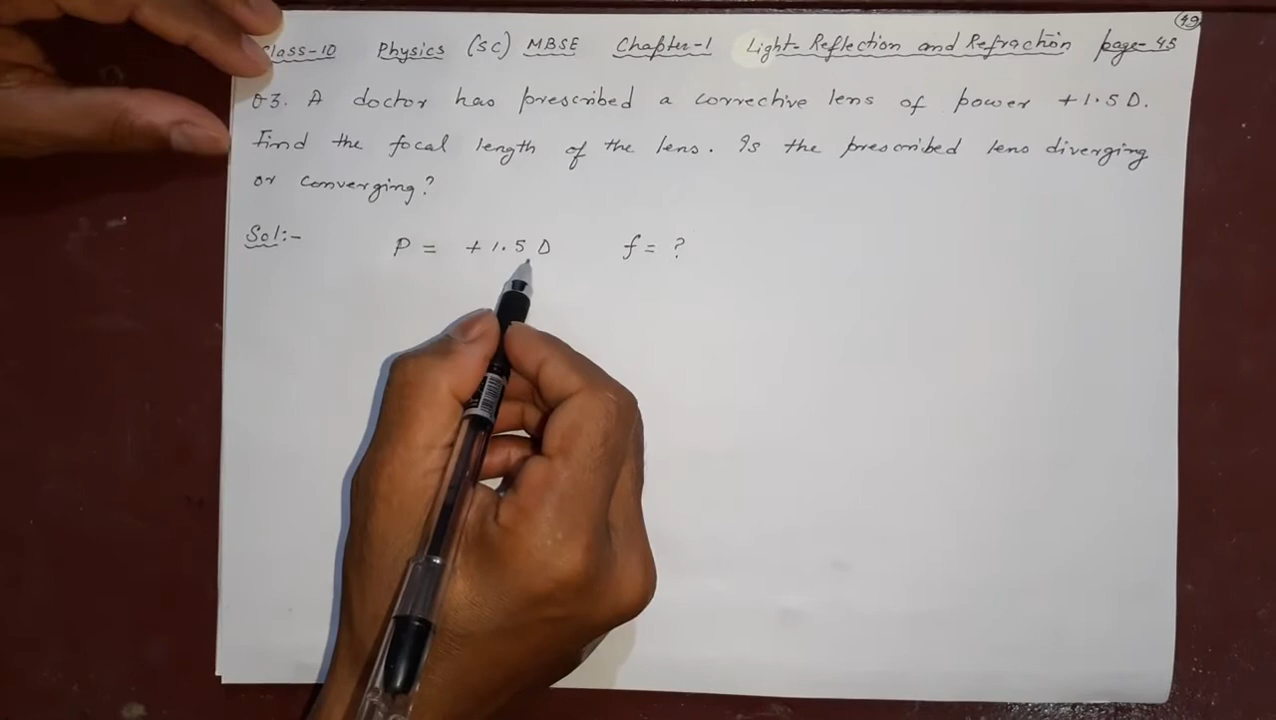 49
Class-10 Physics (SC) MBSE Chapter-1 Light-Reflection and Refraction page-45
Q3. A doctor has prescribed a corrective lens of power +1.5 D.
Find the focal length of the lens. Is the prescribed lens diverging
or converging?
Sol:- P = +1.5 D f = ?